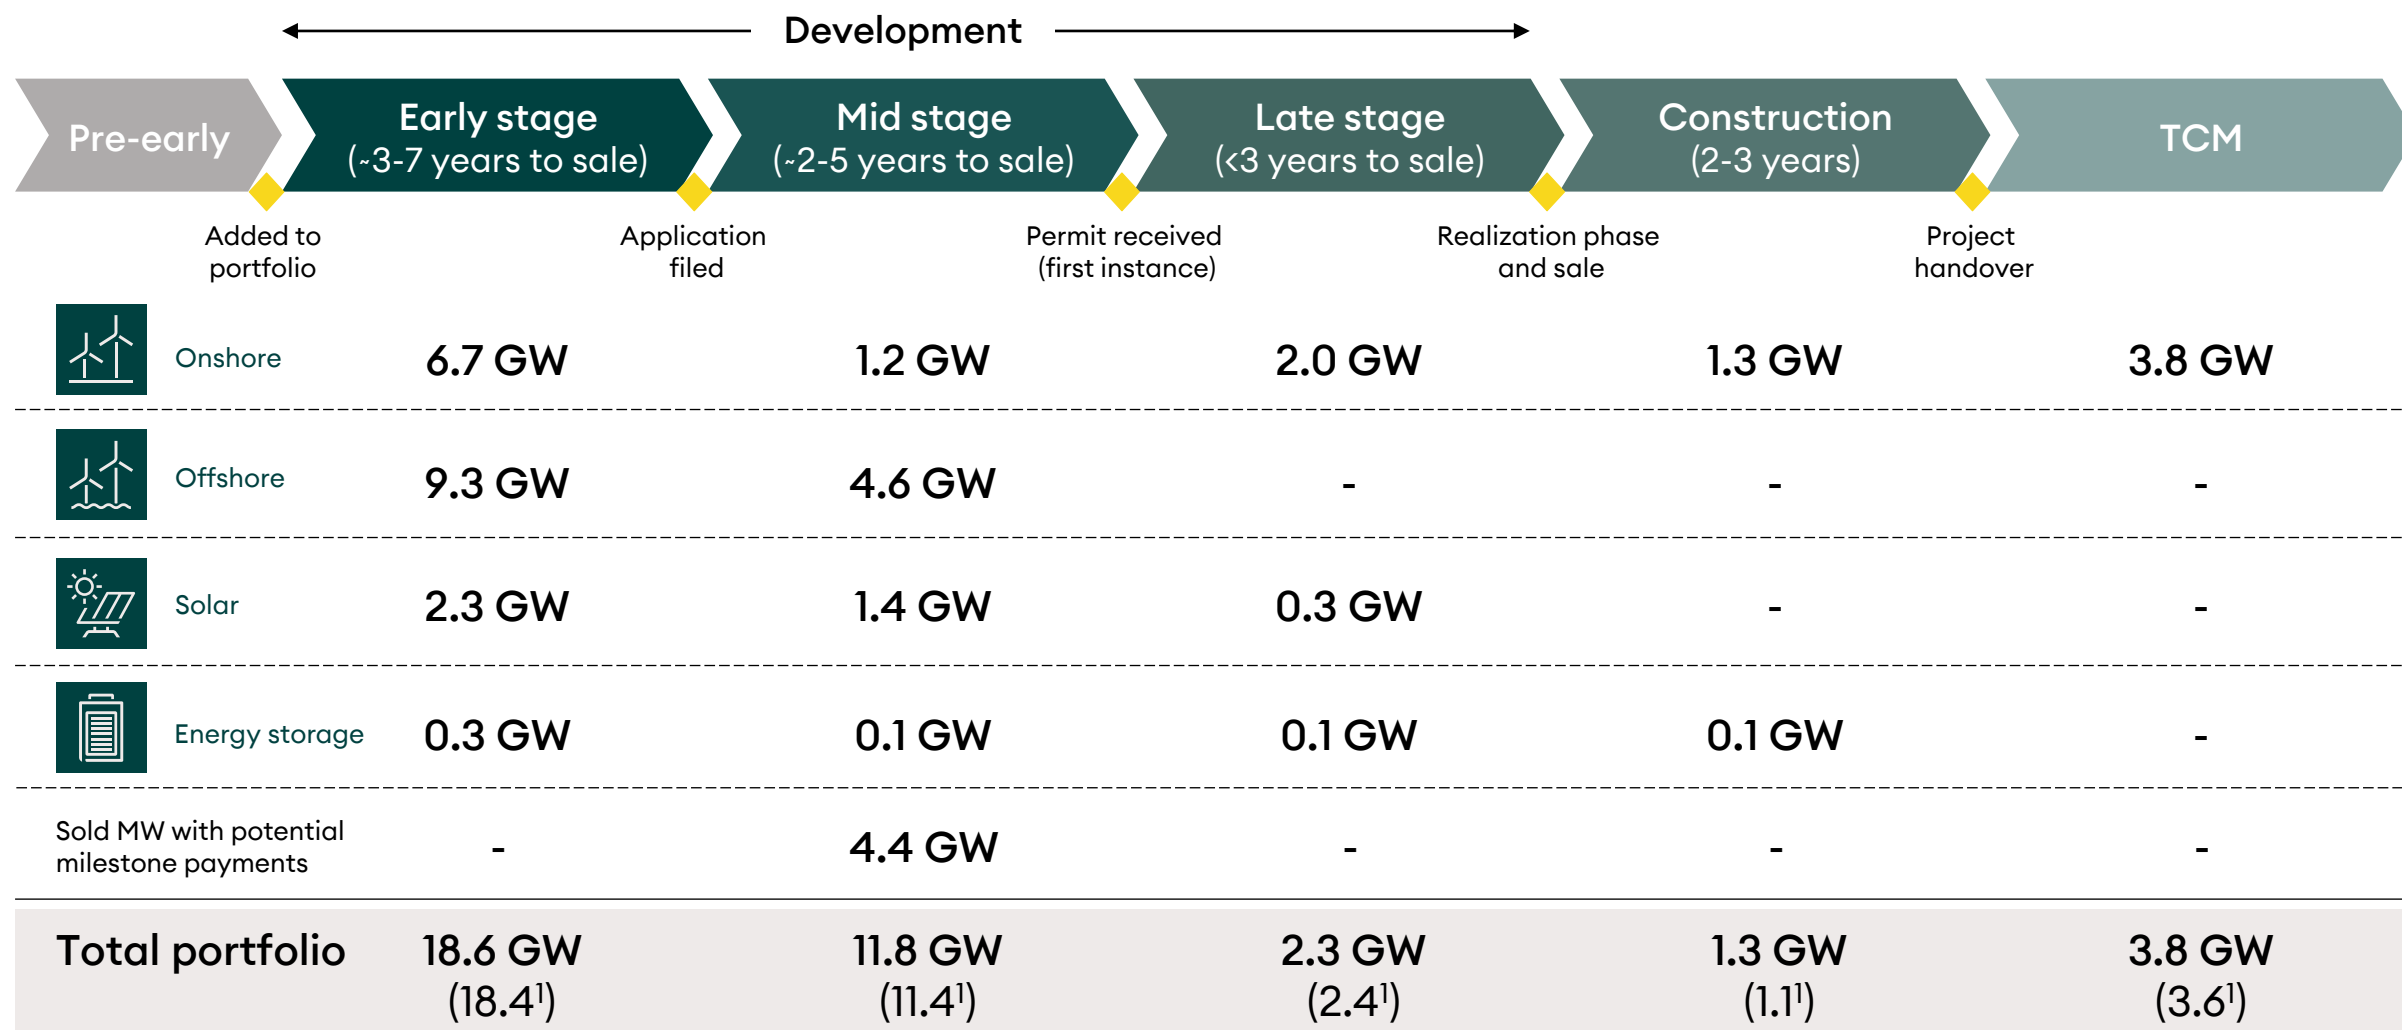 Development
Pre-early
Early stage
(~3-7 years to sale)
Mid stage
(~2-5 years to sale)
Late stage
(<3 years to sale)
Construction
(2-3 years)
TCM
Added to
portfolio
Application
filed
Permit received
(first instance)
Realization phase
and sale
Project
handover
Onshore 6.7 GW 1.2 GW 2.0 GW 1.3 GW 3.8 GW
Offshore 9.3 GW 4.6 GW - - -
Solar 2.3 GW 1.4 GW 0.3 GW - -
Energy storage 0.3 GW 0.1 GW 0.1 GW 0.1 GW -
Sold MW with potential
milestone payments - 4.4 GW - - -
Total portfolio 18.6 GW 11.8 GW 2.3 GW 1.3 GW 3.8 GW
(18.4¹) (11.4¹) (2.4¹) (1.1¹) (3.6¹)